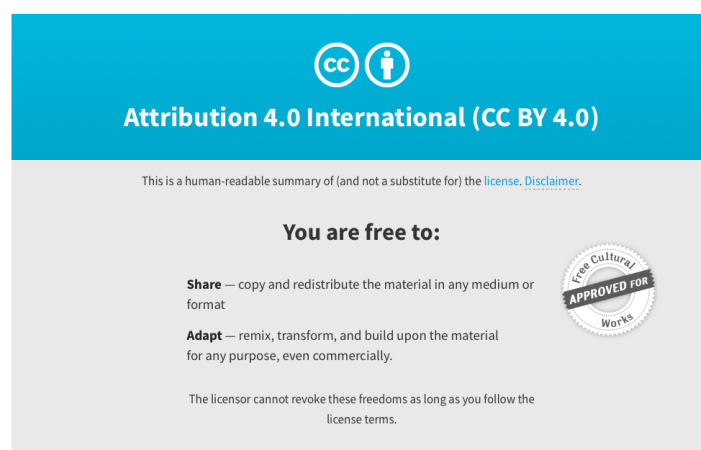 cc
Attribution 4.0 International (CC BY 4.0)
This is a human-readable summary of (and not a substitute for) the license. Disclaimer.
You are free to:
Share — copy and redistribute the material in any medium or
format
Adapt — remix, transform, and build upon the material
for any purpose, even commercially.
Free Cultural
APPROVED FOR
Works
The licensor cannot revoke these freedoms as long as you follow the
license terms.